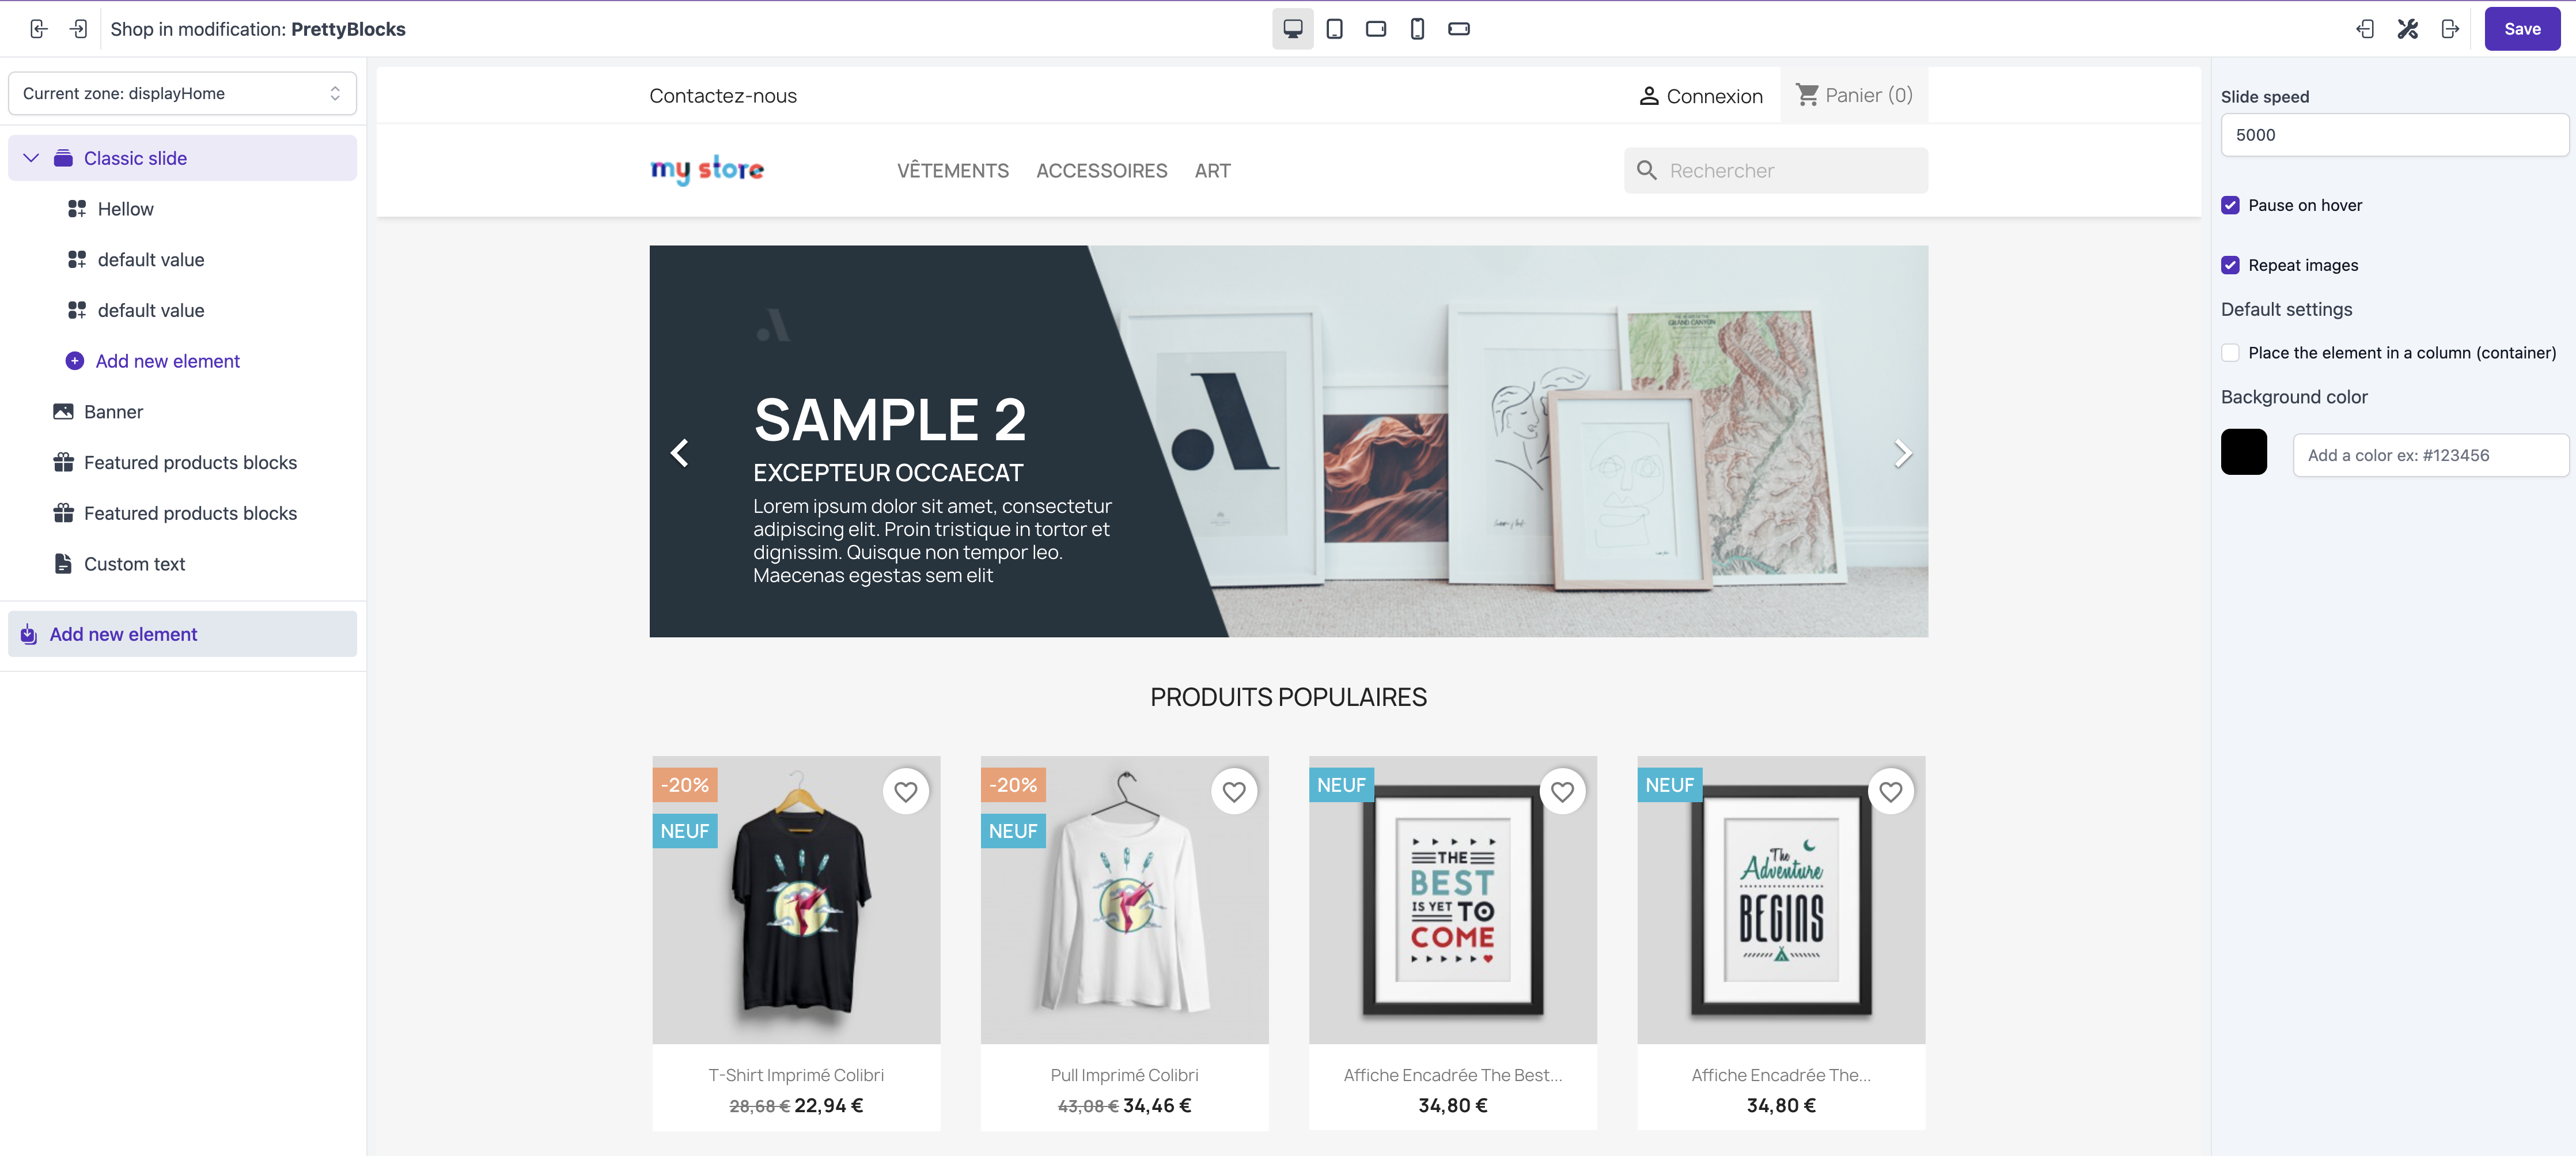 Shop in modification: PrettyBlocks
Save
Current zone: displayHome
Classic slide
Hellow
default value
default value
Add new element
Banner
Featured products blocks
Featured products blocks
Custom text
Add new element
Contactez-nous
Connexion
Panier (0)
my store
VÊTEMENTS
ACCESSOIRES
ART
Rechercher
SAMPLE 2
EXCEPTEUR OCCAECAT
Lorem ipsum dolor sit amet, consectetur
adipiscing elit. Proin tristique in tortor et
dignissim. Quisque non tempor leo.
Maecenas egestas sem elit
GRAND CANYON
PRODUITS POPULAIRES
-20%
NEUF
T-Shirt Imprimé Colibri
28,68 € 22,94 €
-20%
NEUF
Pull Imprimé Colibri
43,08 € 34,46 €
NEUF
THE
BEST
IS YET TO
COME
Affiche Encadrée The Best...
34,80 €
NEUF
The
Adventure
BEGINS
Affiche Encadrée The...
34,80 €
Slide speed
5000
Pause on hover
Repeat images
Default settings
Place the element in a column (container)
Background color
Add a color ex: #123456